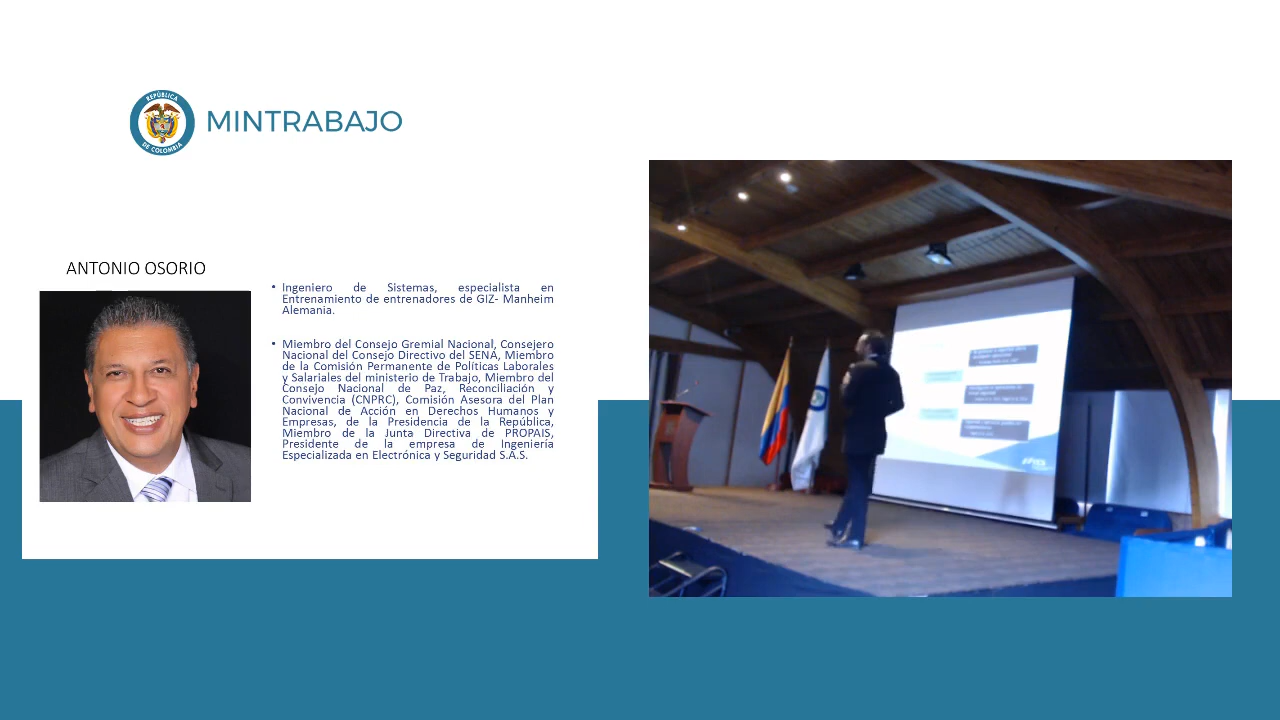 REPÚBLICA
DE COLOMBIA
MINTRABAJO
ANTONIO OSORIO
• Ingeniero de Sistemas, especialista en
Entrenamiento de entrenadores de GIZ- Manheim
Alemania.
• Miembro del Consejo Gremial Nacional, Consejero
Nacional del Consejo Directivo del SENA, Miembro
de la Comisión Permanente de Políticas Laborales
y Salariales del ministerio de Trabajo, Miembro del
Consejo Nacional de Paz, Reconciliación y
Convivencia (CNPRC), Comisión Asesora del Plan
Nacional de Acción en Derechos Humanos y
Empresas, de la Presidencia de la República,
Miembro de la Junta Directiva de PROPAIS,
Presidente de la empresa de Ingeniería
Especializada en Electrónica y Seguridad S.A.S.